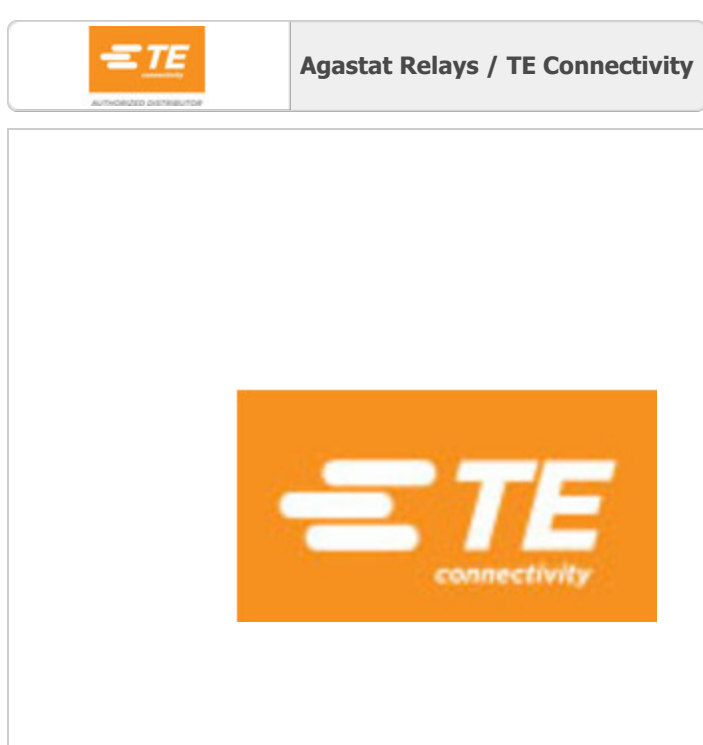 TE
connectivity
AUTHORIZED DISTRIBUTOR
Agastat Relays / TE Connectivity
TE
connectivity